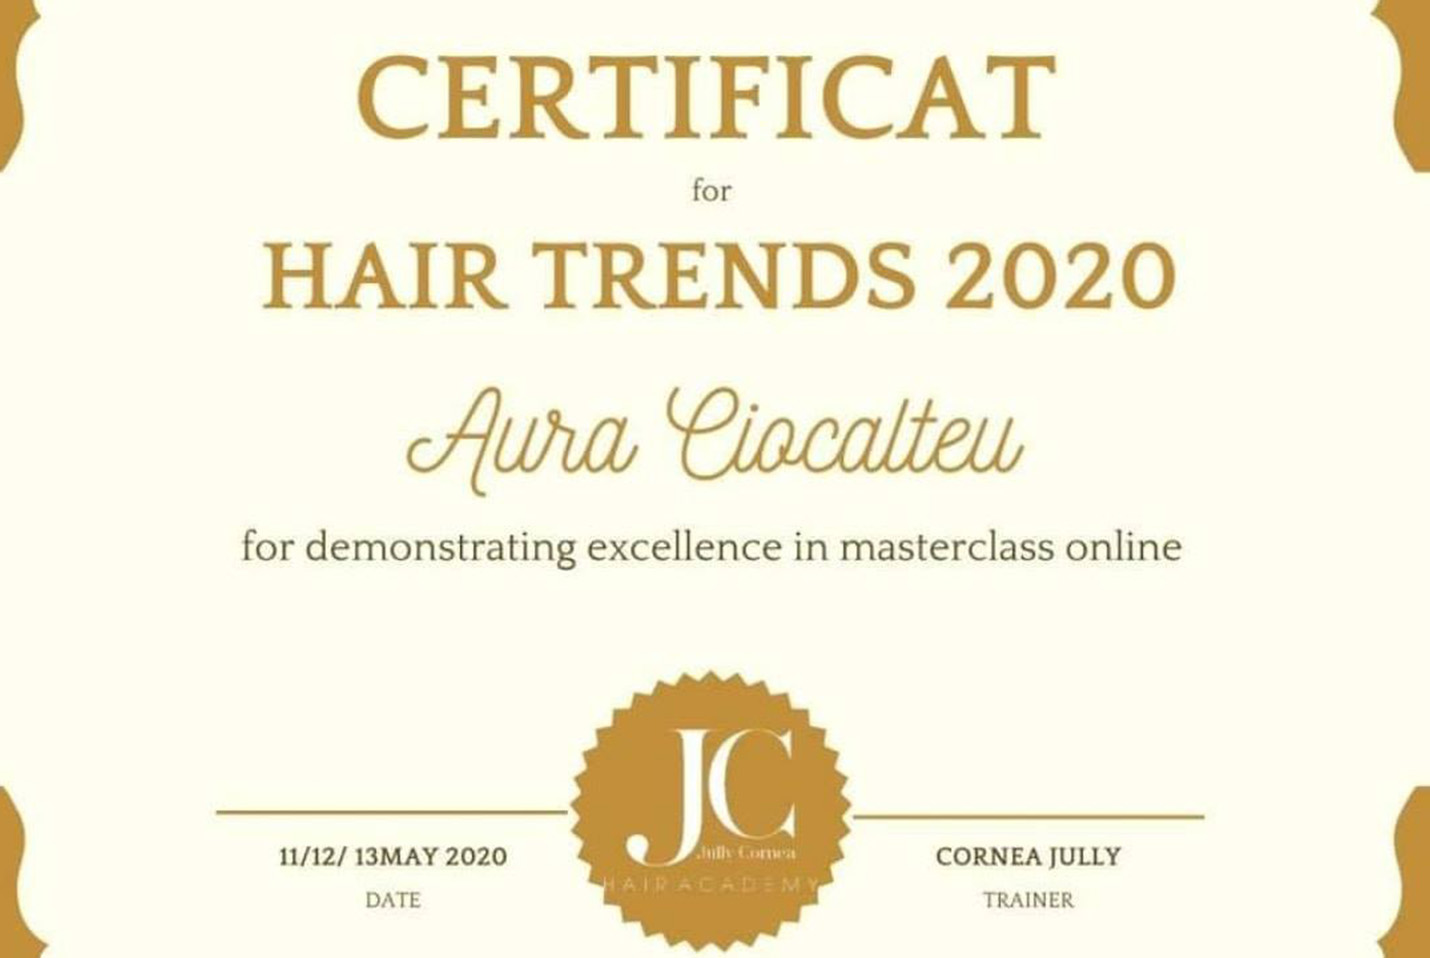 CERTIFICAT
for
HAIR TRENDS 2020
Aura Ciocalteu
for demonstrating excellence in masterclass online
JC
Jully Cornea
HAIR ACADEMY
11/12/ 13MAY 2020
DATE
CORNEA JULLY
TRAINER